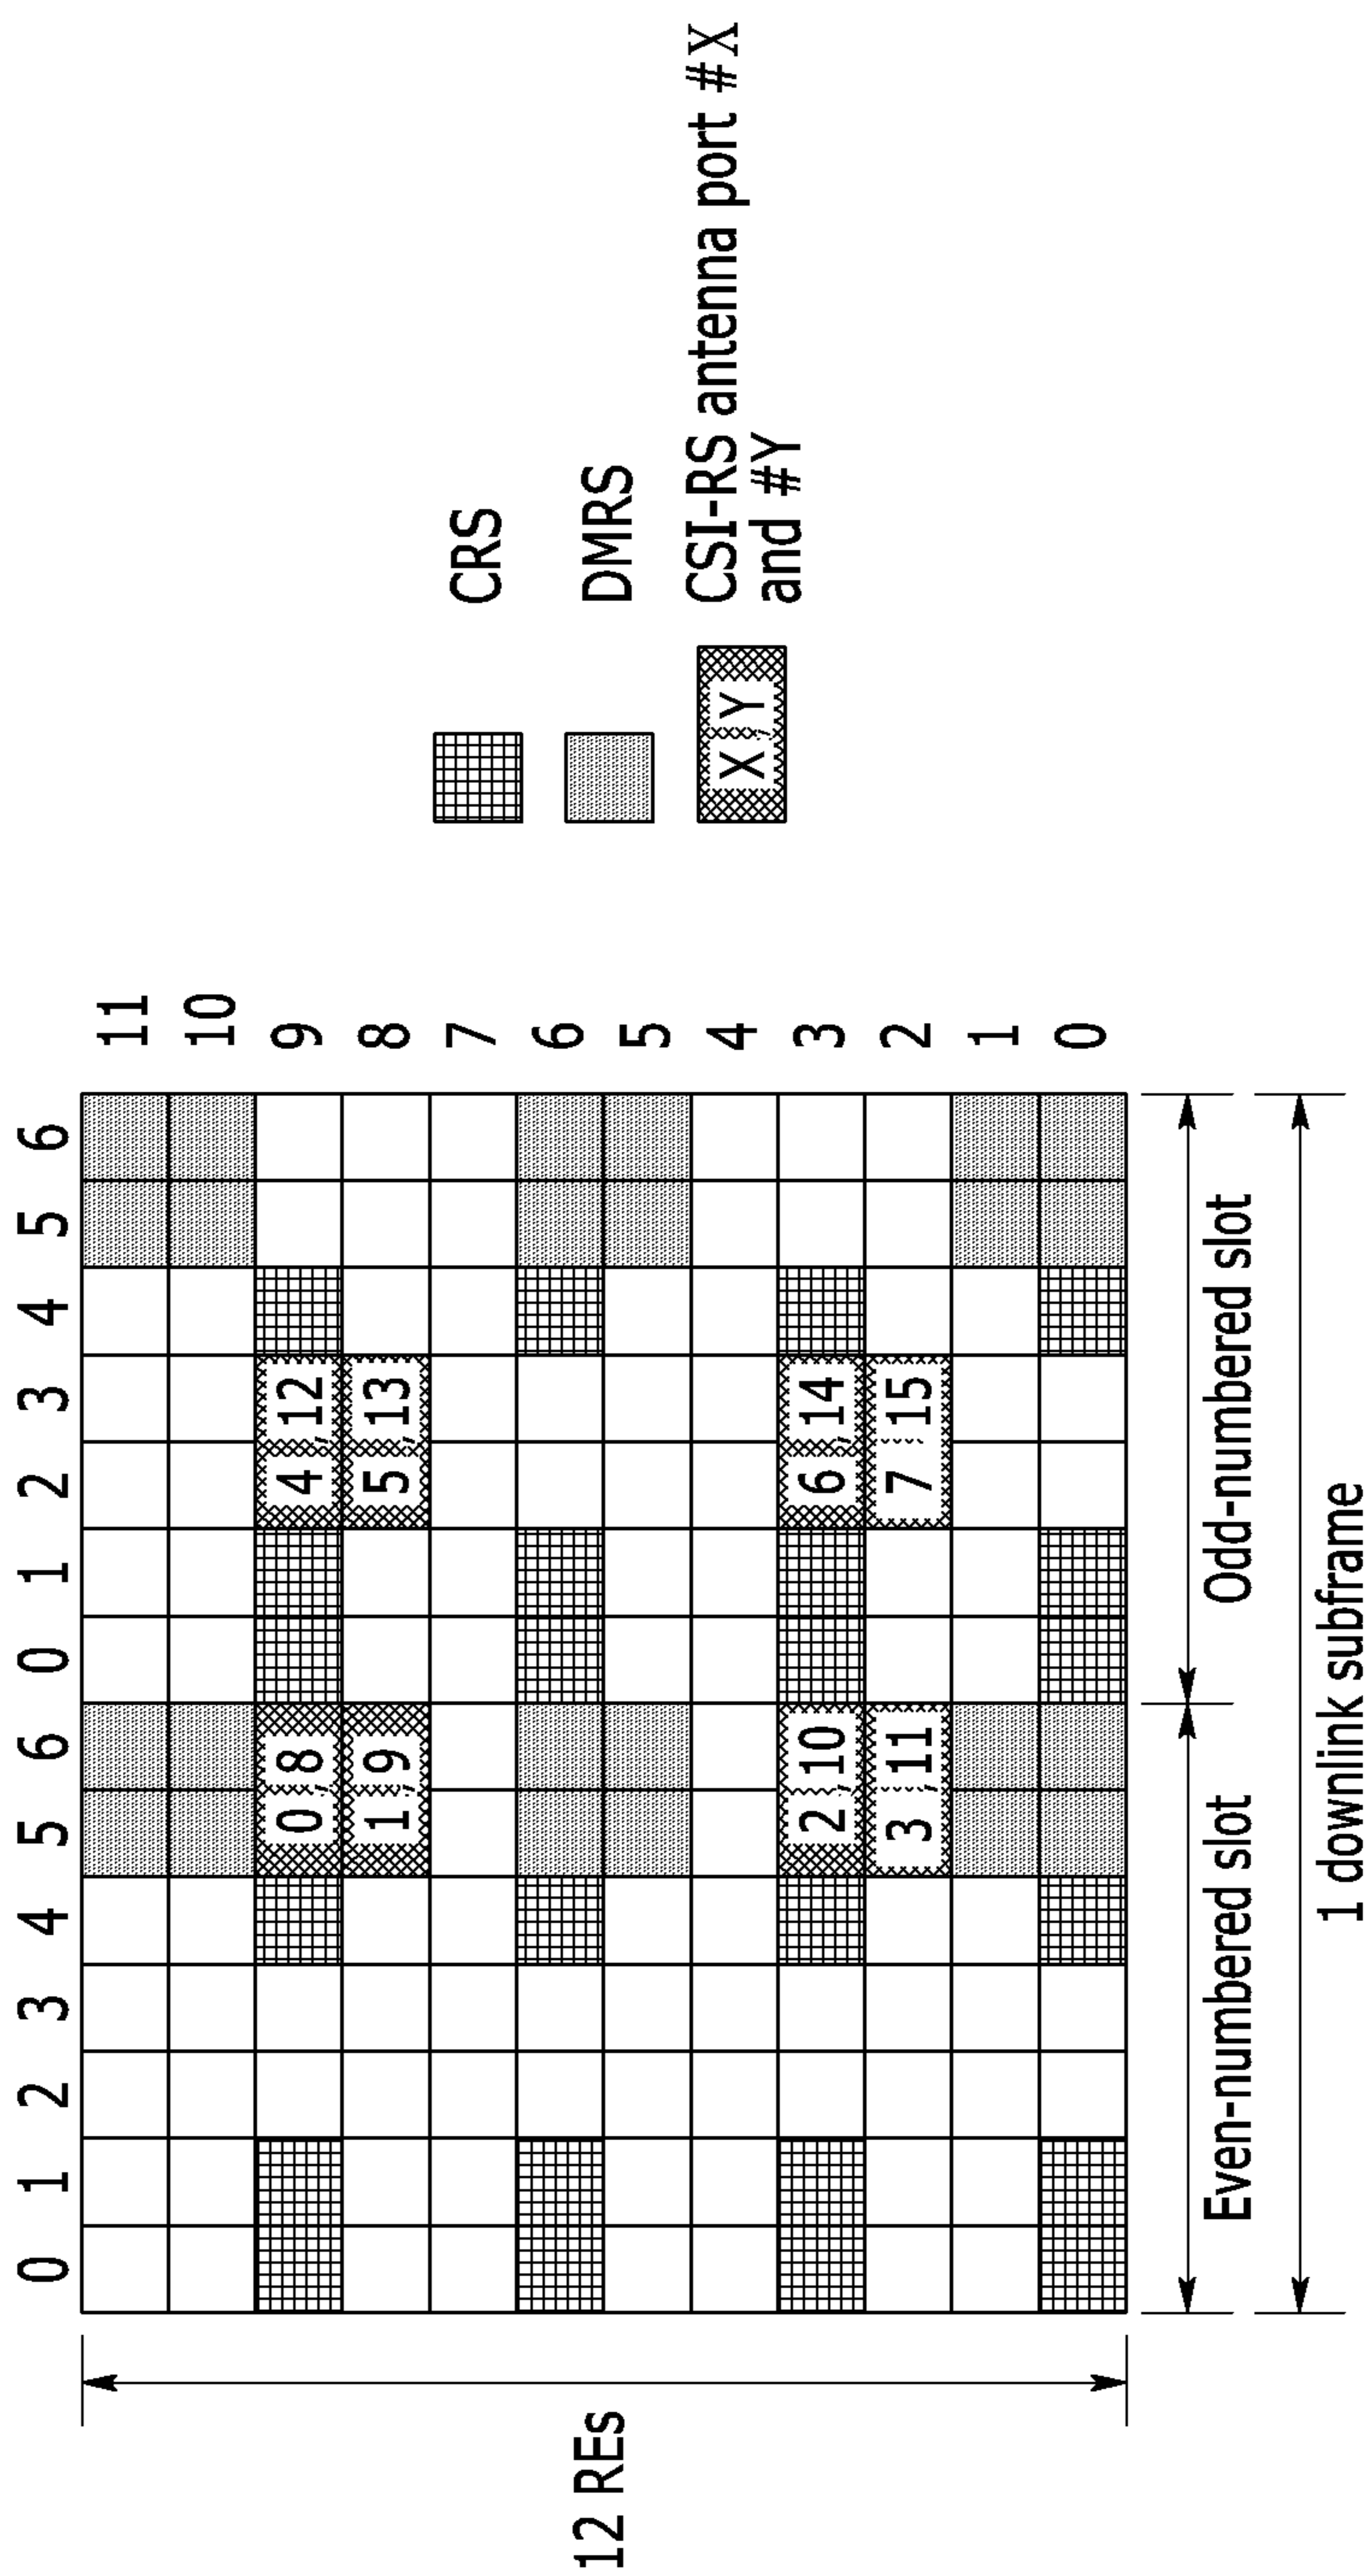 0 1 2 3 4 5 6 0 1 2 3 4 5 6
11
10
0,8 4,12 9
1,9 5,13 8
7
12 REs
6
5
4
2,10 6,14 3
3,11 7,15 2
1
0
Even-numbered slot Odd-numbered slot
1 downlink subframe
CRS
DMRS
X,Y CSI-RS antenna port #X
and #Y